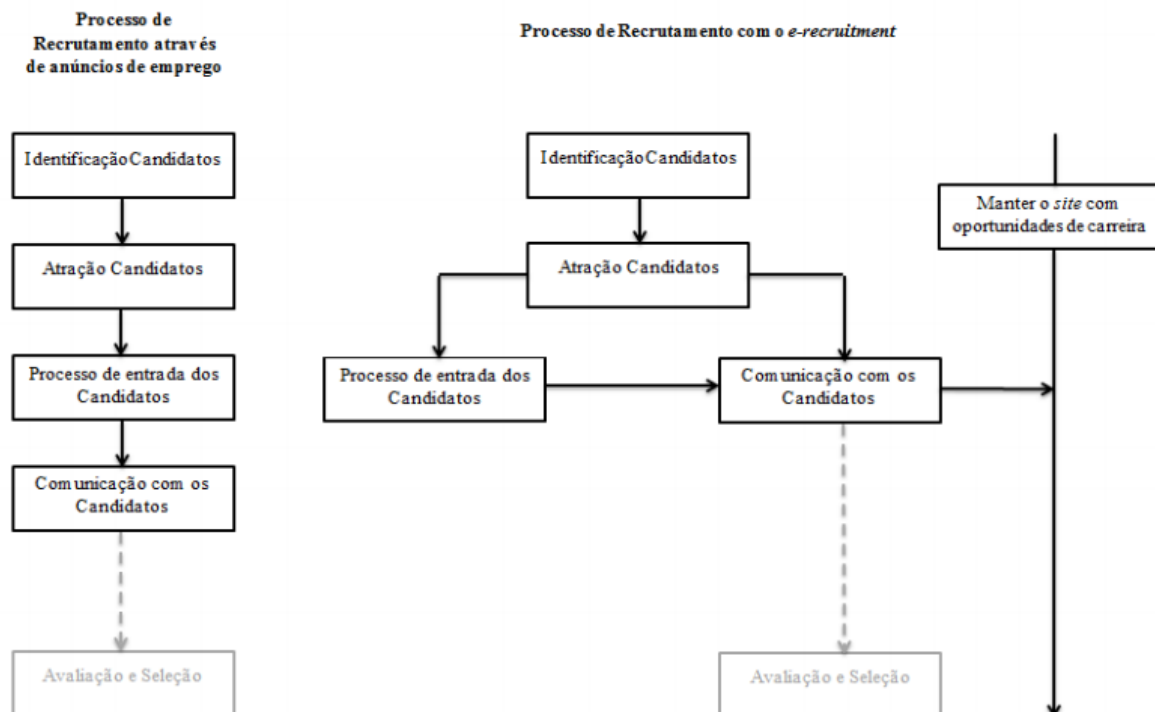 Processo de
Recrutamento através
de anúncios de emprego
Identificação Candidatos
Atração Candidatos
Processo de entrada dos
Candidatos
Comunicação com os
Candidatos
Avaliação e Seleção
Processo de Recrutamento com o e-recruitment
Identificação Candidatos
Atração Candidatos
Processo de entrada dos
Candidatos
Comunicação com os
Candidatos
Avaliação e Seleção
Manter o site com
oportunidades de carreira